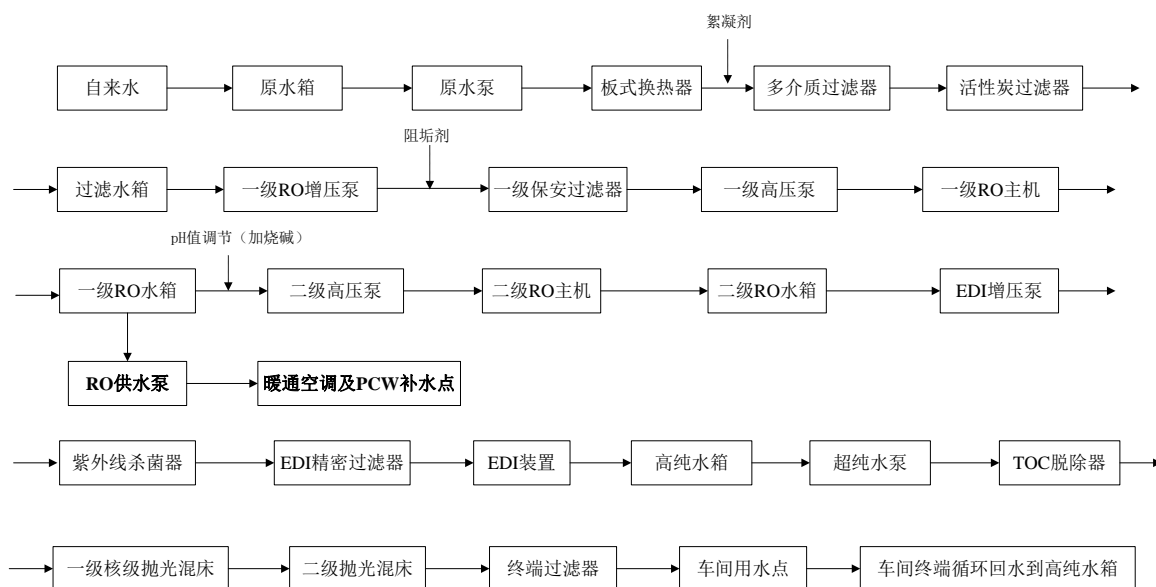 絮凝剂
自来水
原水箱
原水泵
板式换热器
多介质过滤器
活性炭过滤器
阻垢剂
过滤水箱
一级RO增压泵
一级保安过滤器
一级高压泵
一级RO主机
pH值调节（加烧碱）
一级RO水箱
二级高压泵
二级RO主机
二级RO水箱
EDI增压泵
RO供水泵
暖通空调及PCW补水点
紫外线杀菌器
EDI精密过滤器
EDI装置
高纯水箱
超纯水泵
TOC脱除器
一级核级抛光混床
二级抛光混床
终端过滤器
车间用水点
车间终端循环回水到高纯水箱